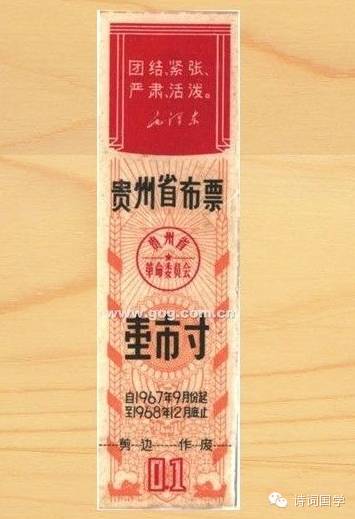 团结、紧张、
严肃、活泼。
毛泽东
贵州省布票
贵州省
革命委员会
www.gog.com.cn
壹市寸
自1967年9月份起
至1968年12月底止
剪边作废
0.1
诗词国学